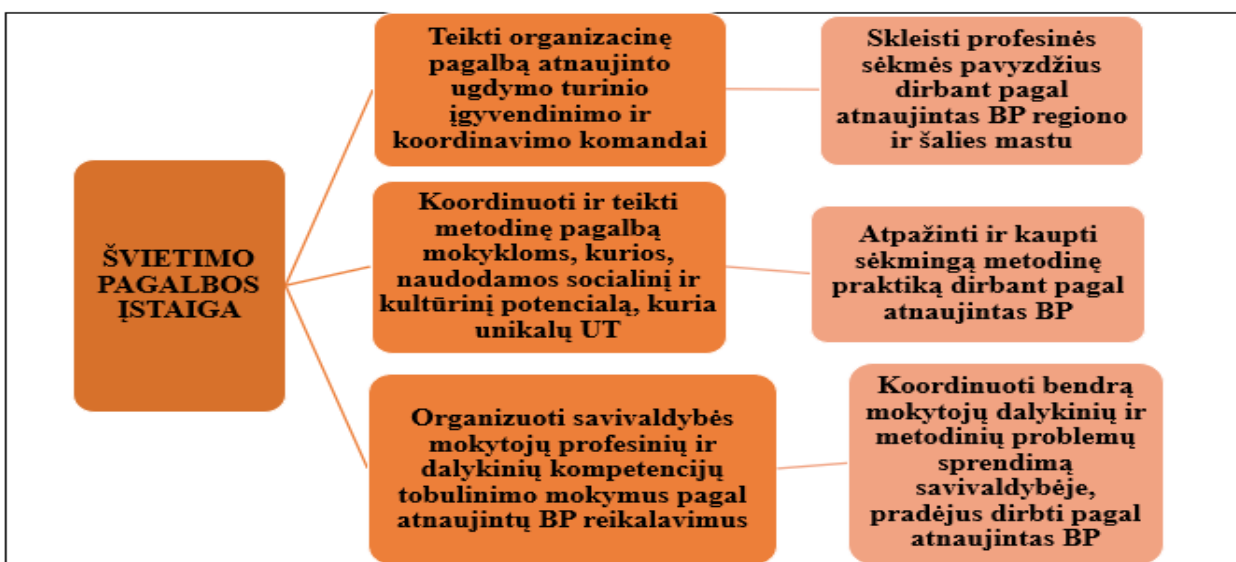 ŠVIETIMO
PAGALBOS
ĮSTAIGA
Teikti organizacinę
pagalbą atnaujinto
ugdymo turinio
įgyvendinimo ir
koordinavimo komandai
Skleisti profesinės
sėkmės pavyzdžius
dirbant pagal
atnaujintas BP regiono
ir šalies mastu
Koordinuoti ir teikti
metodinę pagalbą
mokykloms, kurios,
naudodamos socialinį ir
kultūrinį potencialą, kuria
unikalų UT
Atpažinti ir kaupti
sėkmingą metodinę
praktiką dirbant pagal
atnaujintas BP
Organizuoti savivaldybės
mokytojų profesinių ir
dalykinių kompetencijų
tobulinimo mokymus pagal
atnaujintų BP reikalavimus
Koordinuoti bendrą
mokytojų dalykinių ir
metodinių problemų
sprendimą
savivaldybėje,
pradėjus dirbti pagal
atnaujintas BP